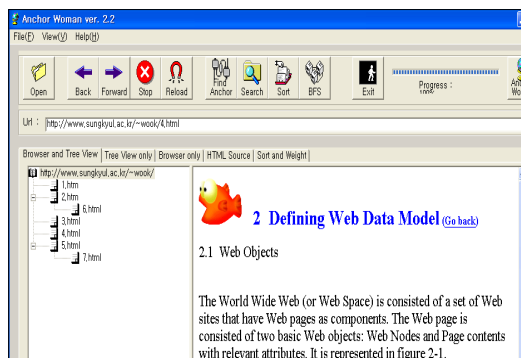 Anchor Woman ver. 2.2
File(F) View(V) Help(H)
Open Back Forward Stop Reload Find Anchor Search Sort BFS Exit Progress :
Url : http://www.sungkyul.ac.kr/~wook/4.html
Browser and Tree View Tree View only Browser only HTML Source Sort and Weight
http://www.sungkyul.ac.kr/~wook/
1.htm
2.htm
6.html
3.html
4.html
5.html
7.html
2 Defining Web Data Model (Go back)
2.1 Web Objects
The World Wide Web (or Web Space) is consisted of a set of Web
sites that have Web pages as components. The Web page is
consisted of two basic Web objects: Web Nodes and Page contents
with relevant attributes. It is represented in figure 2-1.